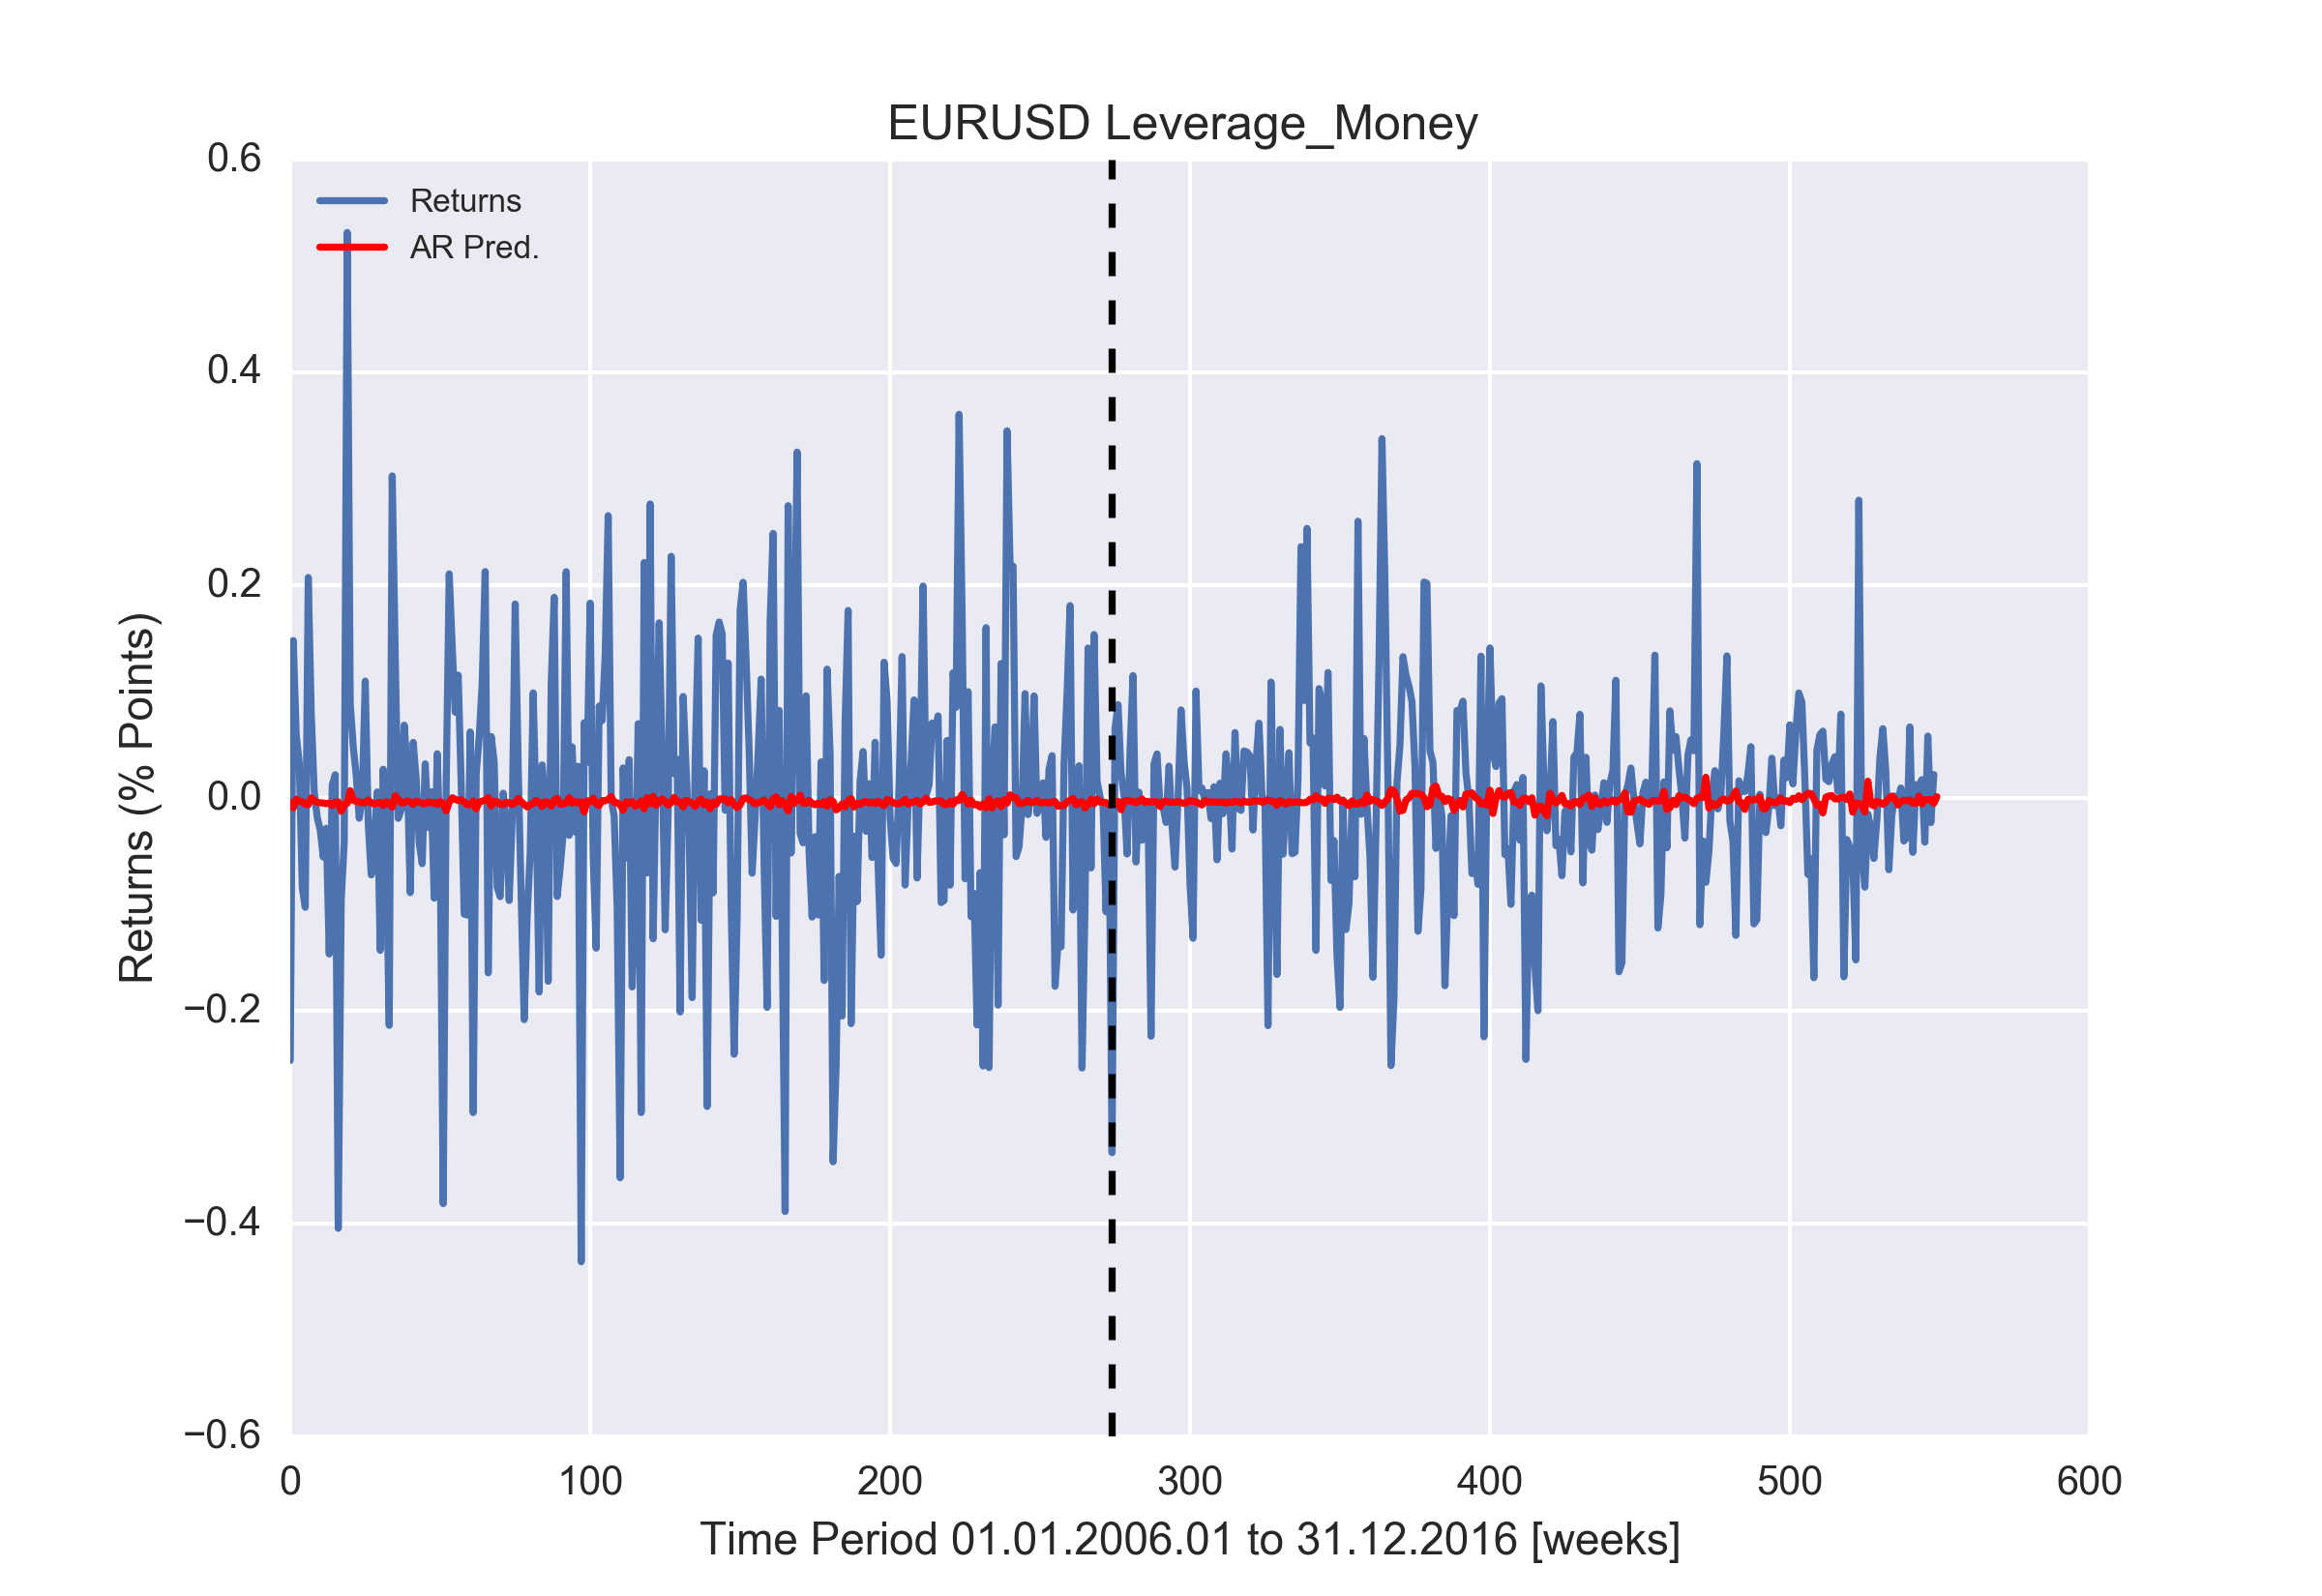 EURUSD Leverage_Money
Returns
AR Pred.
0.6
0.4
0.2
0.0
−0.2
−0.4
−0.6
Returns (% Points)
0 100 200 300 400 500 600
Time Period 01.01.2006.01 to 31.12.2016 [weeks]